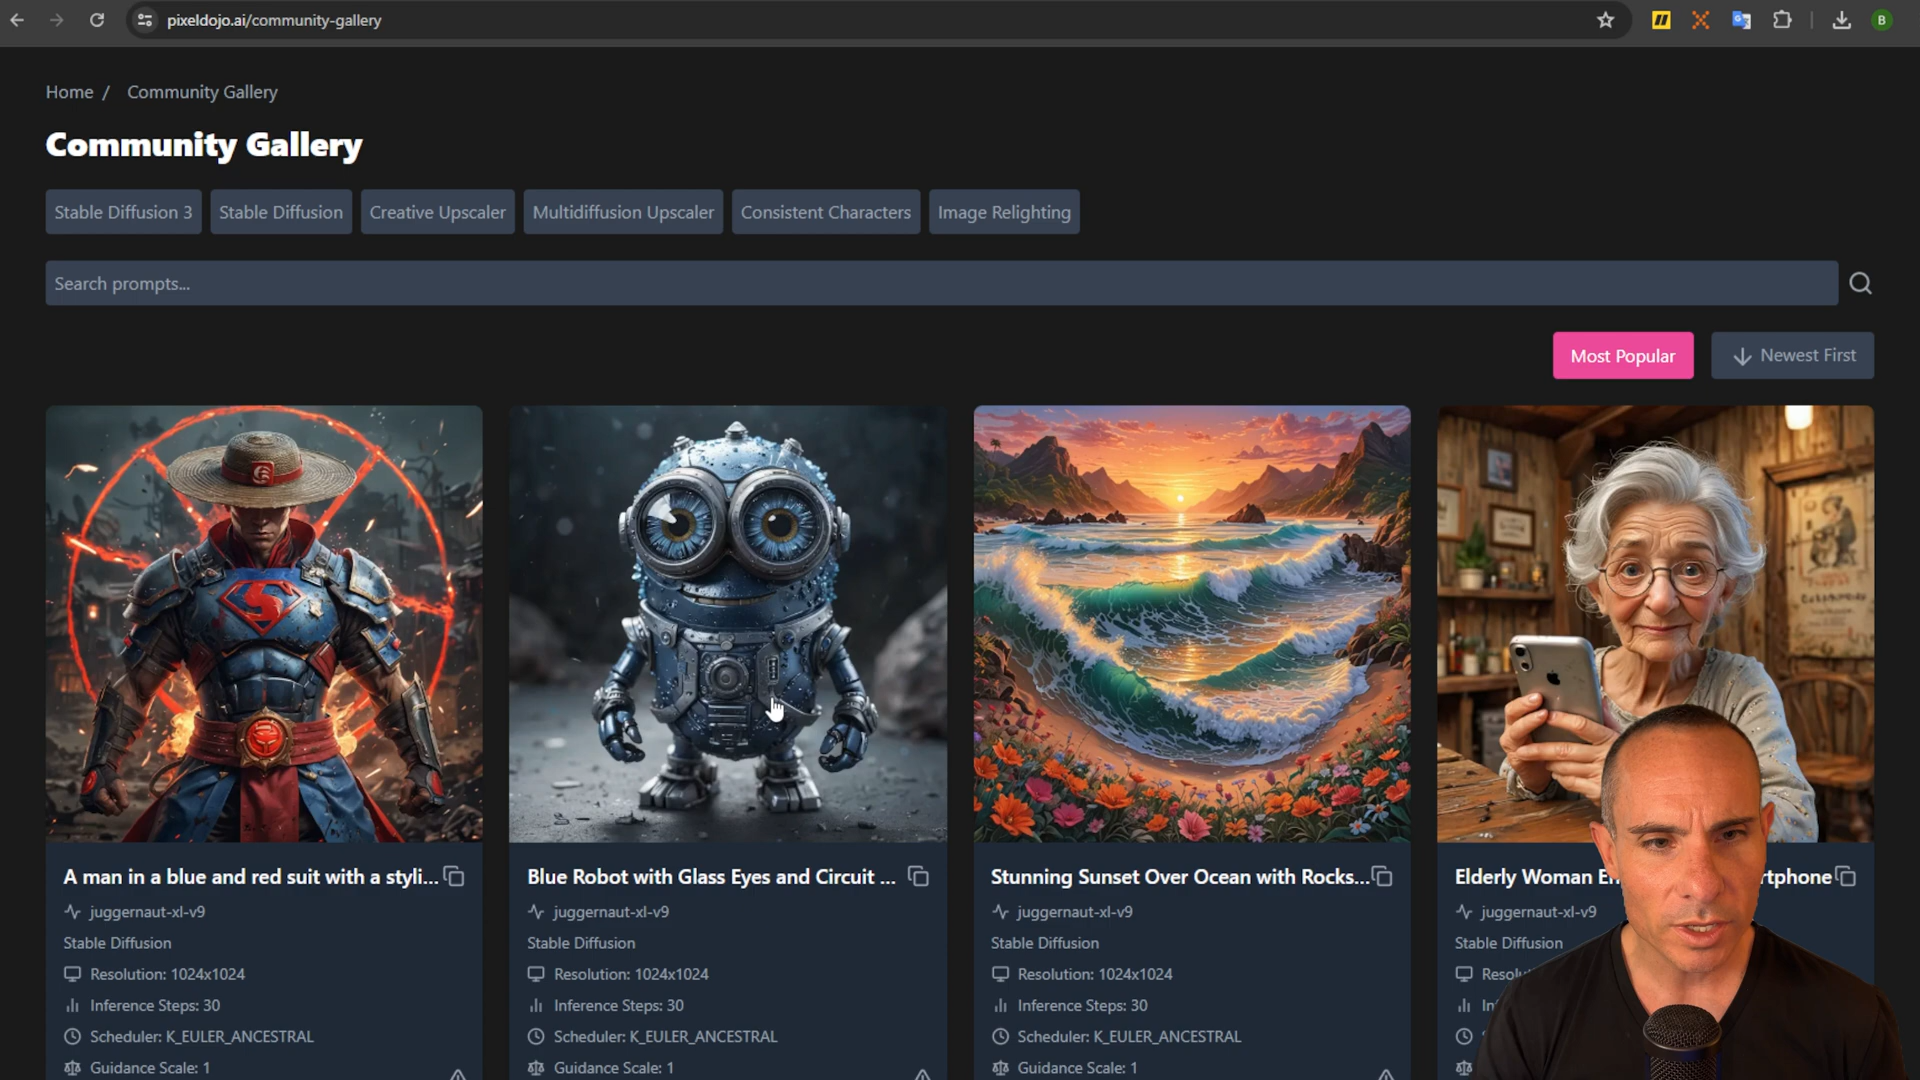 pixeldojo.ai/community-gallery
B
Home / Community Gallery
Community Gallery
Stable Diffusion 3
Stable Diffusion
Creative Upscaler
Multidiffusion Upscaler
Consistent Characters
Image Relighting
Search prompts...
Most Popular
Newest First
A man in a blue and red suit with a styli...
juggernaut-xl-v9
Stable Diffusion
Resolution: 1024x1024
Inference Steps: 30
Scheduler: K_EULER_ANCESTRAL
Guidance Scale: 1
Blue Robot with Glass Eyes and Circuit ...
juggernaut-xl-v9
Stable Diffusion
Resolution: 1024x1024
Inference Steps: 30
Scheduler: K_EULER_ANCESTRAL
Guidance Scale: 1
Stunning Sunset Over Ocean with Rocks...
juggernaut-xl-v9
Stable Diffusion
Resolution: 1024x1024
Inference Steps: 30
Scheduler: K_EULER_ANCESTRAL
Guidance Scale: 1
Elderly Woman
juggernaut-xl-v9
Stable Diffusion